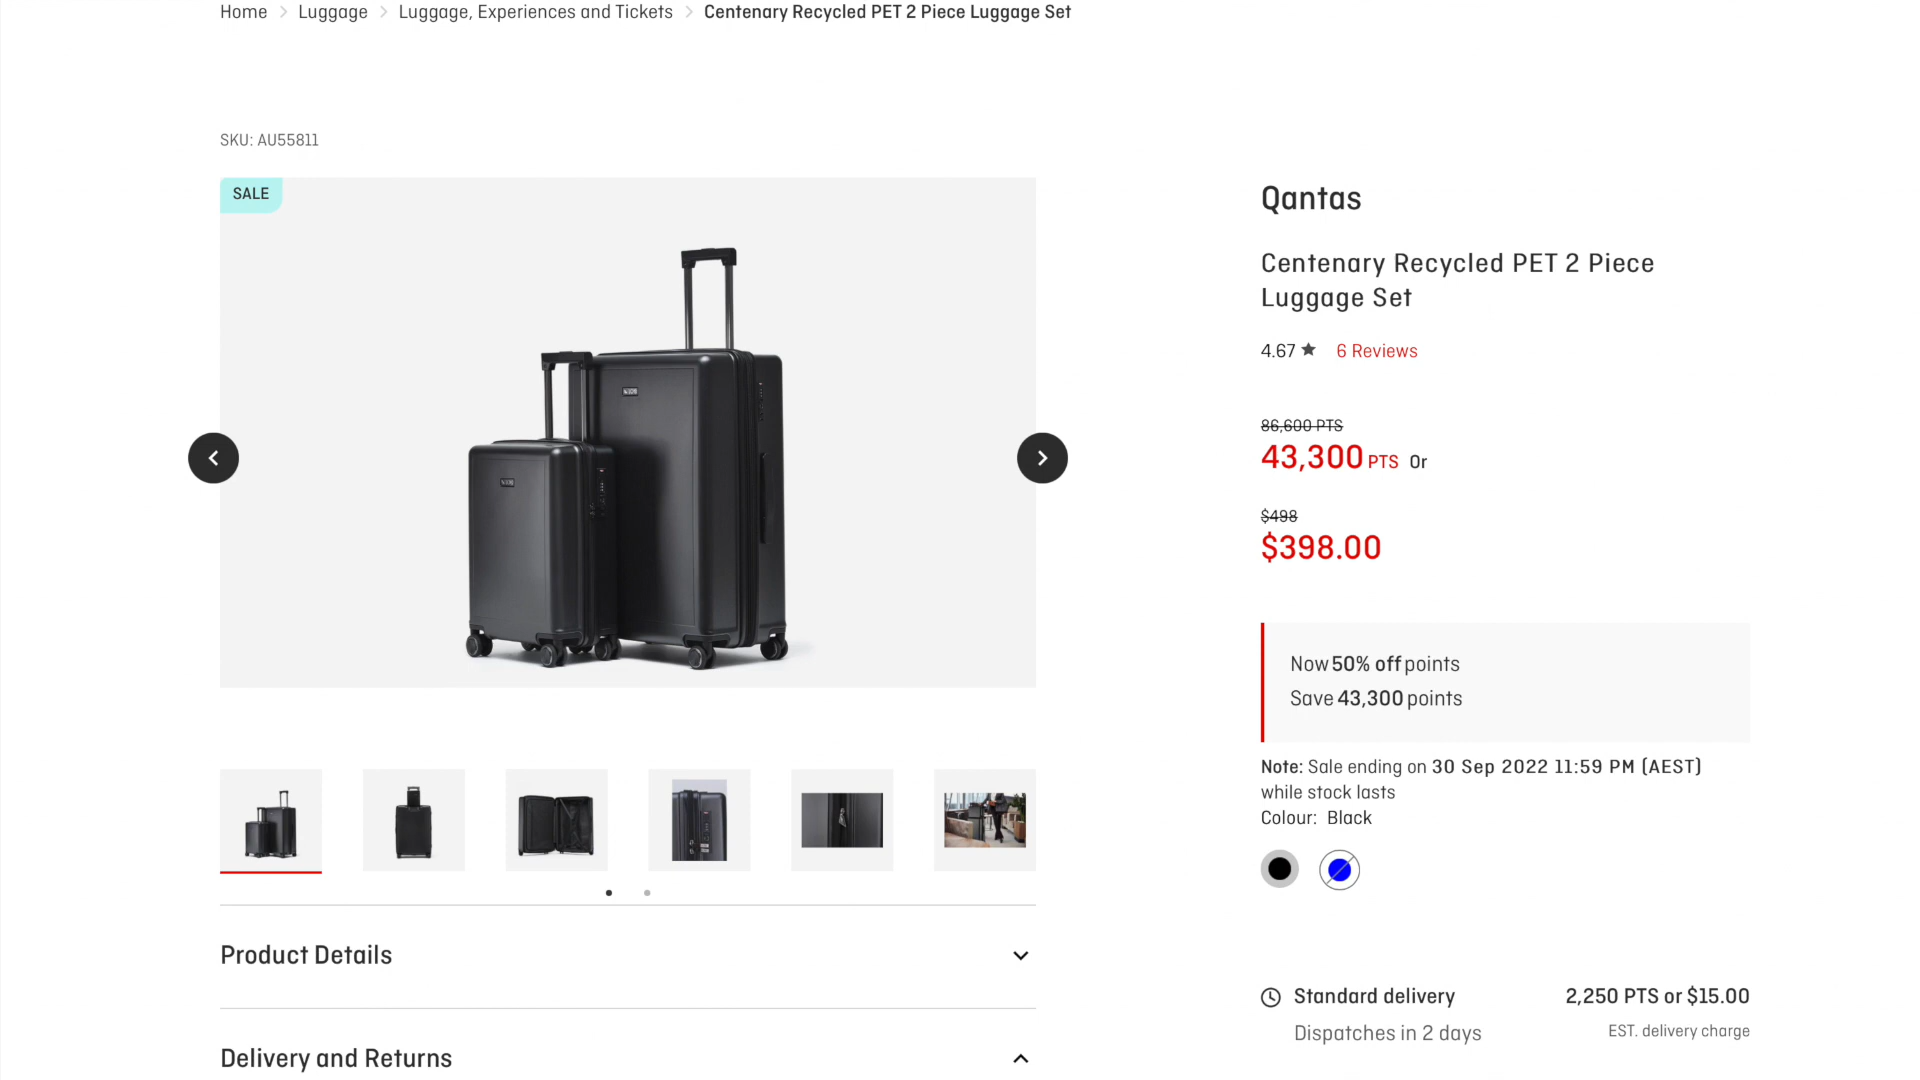 Home > Luggage > Luggage, Experiences and Tickets > Centenary Recycled PET 2 Piece Luggage Set
SKU: AU55811
SALE
Qantas
Centenary Recycled PET 2 Piece
Luggage Set
4.67 ★ 6 Reviews
86,600 PTS
43,300 PTS Or
$498
$398.00
Now 50% off points
Save 43,300 points
Note: Sale ending on 30 Sep 2022 11:59 PM (AEST)
while stock lasts
Colour: Black
Standard delivery 2,250 PTS or $15.00
Dispatches in 2 days EST. delivery charge
Product Details
Delivery and Returns